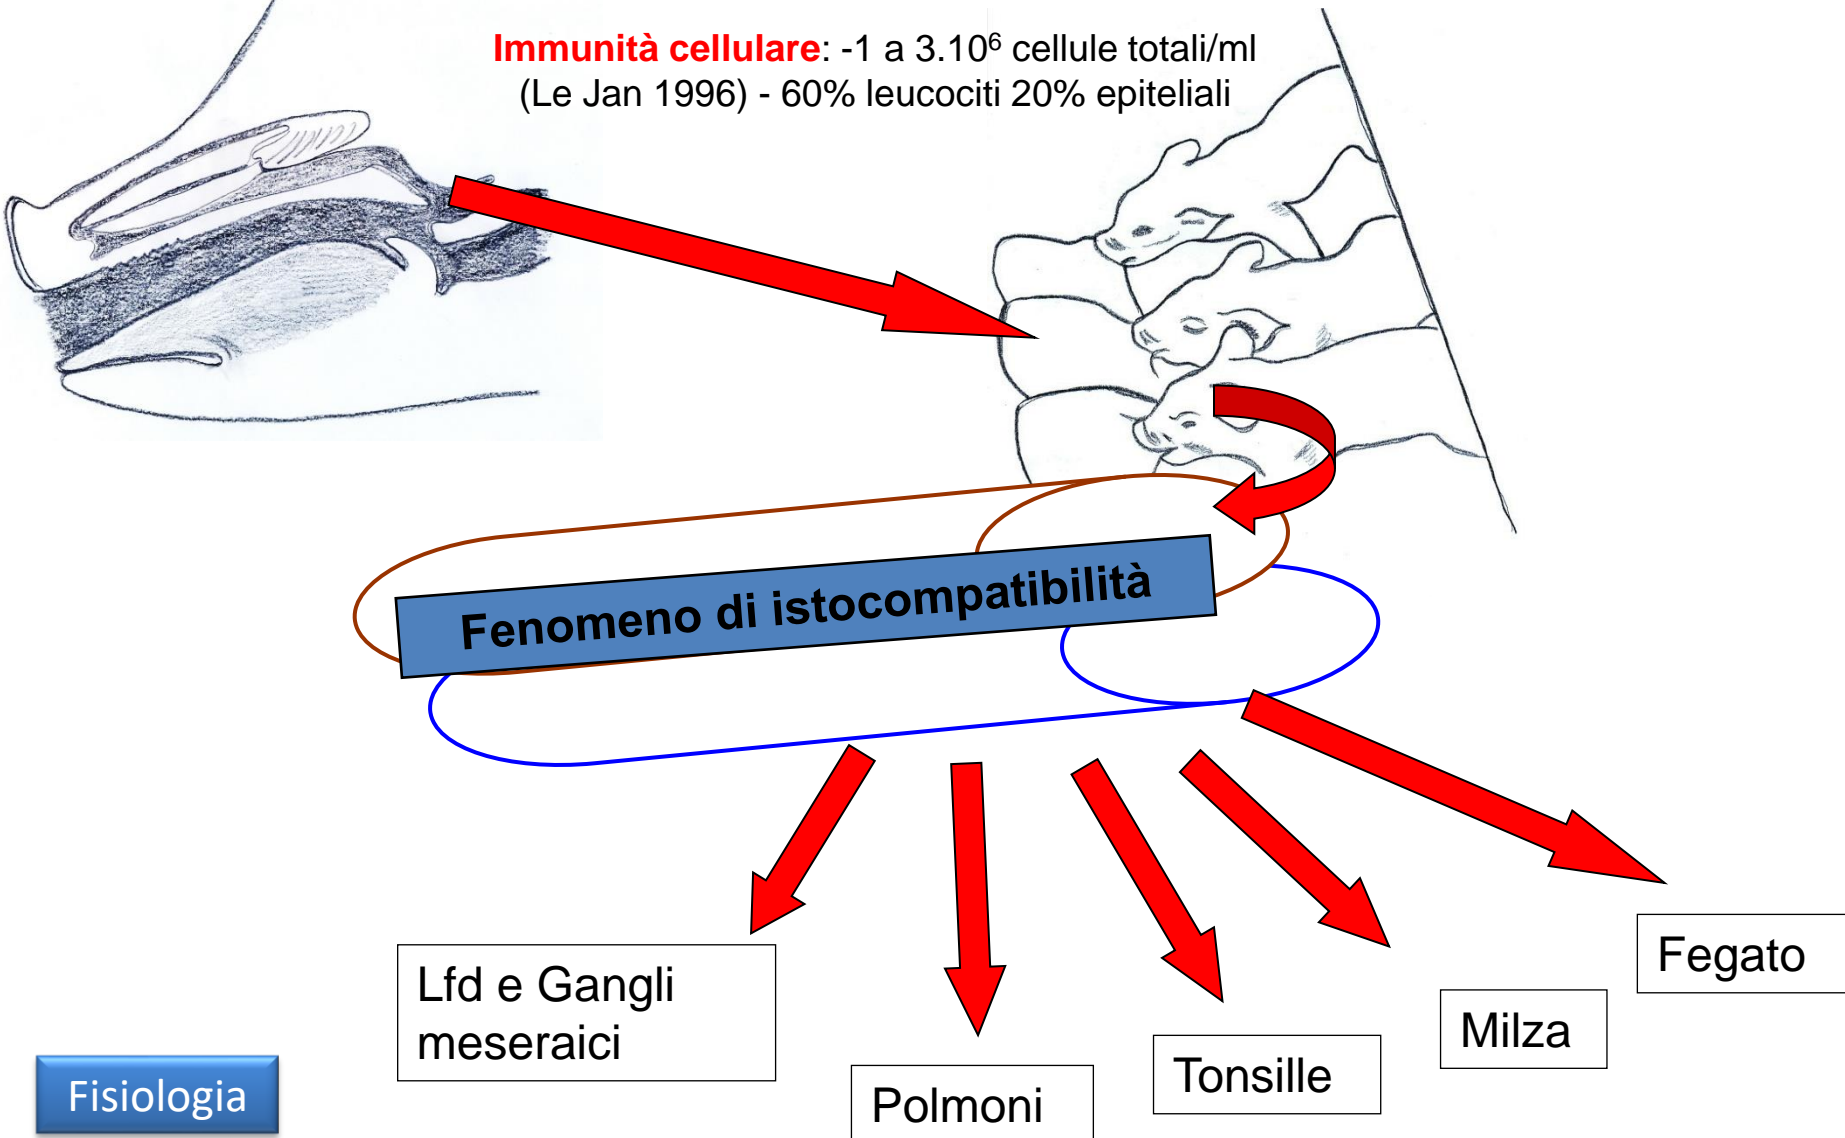 Immunità cellulare: -1 a 3.10⁶ cellule totali/ml
(Le Jan 1996) - 60% leucociti 20% epiteliali
Fenomeno di istocompatibilità
Lfd e Gangli
meseraici
Polmoni
Tonsille
Milza
Fegato
Fisiologia